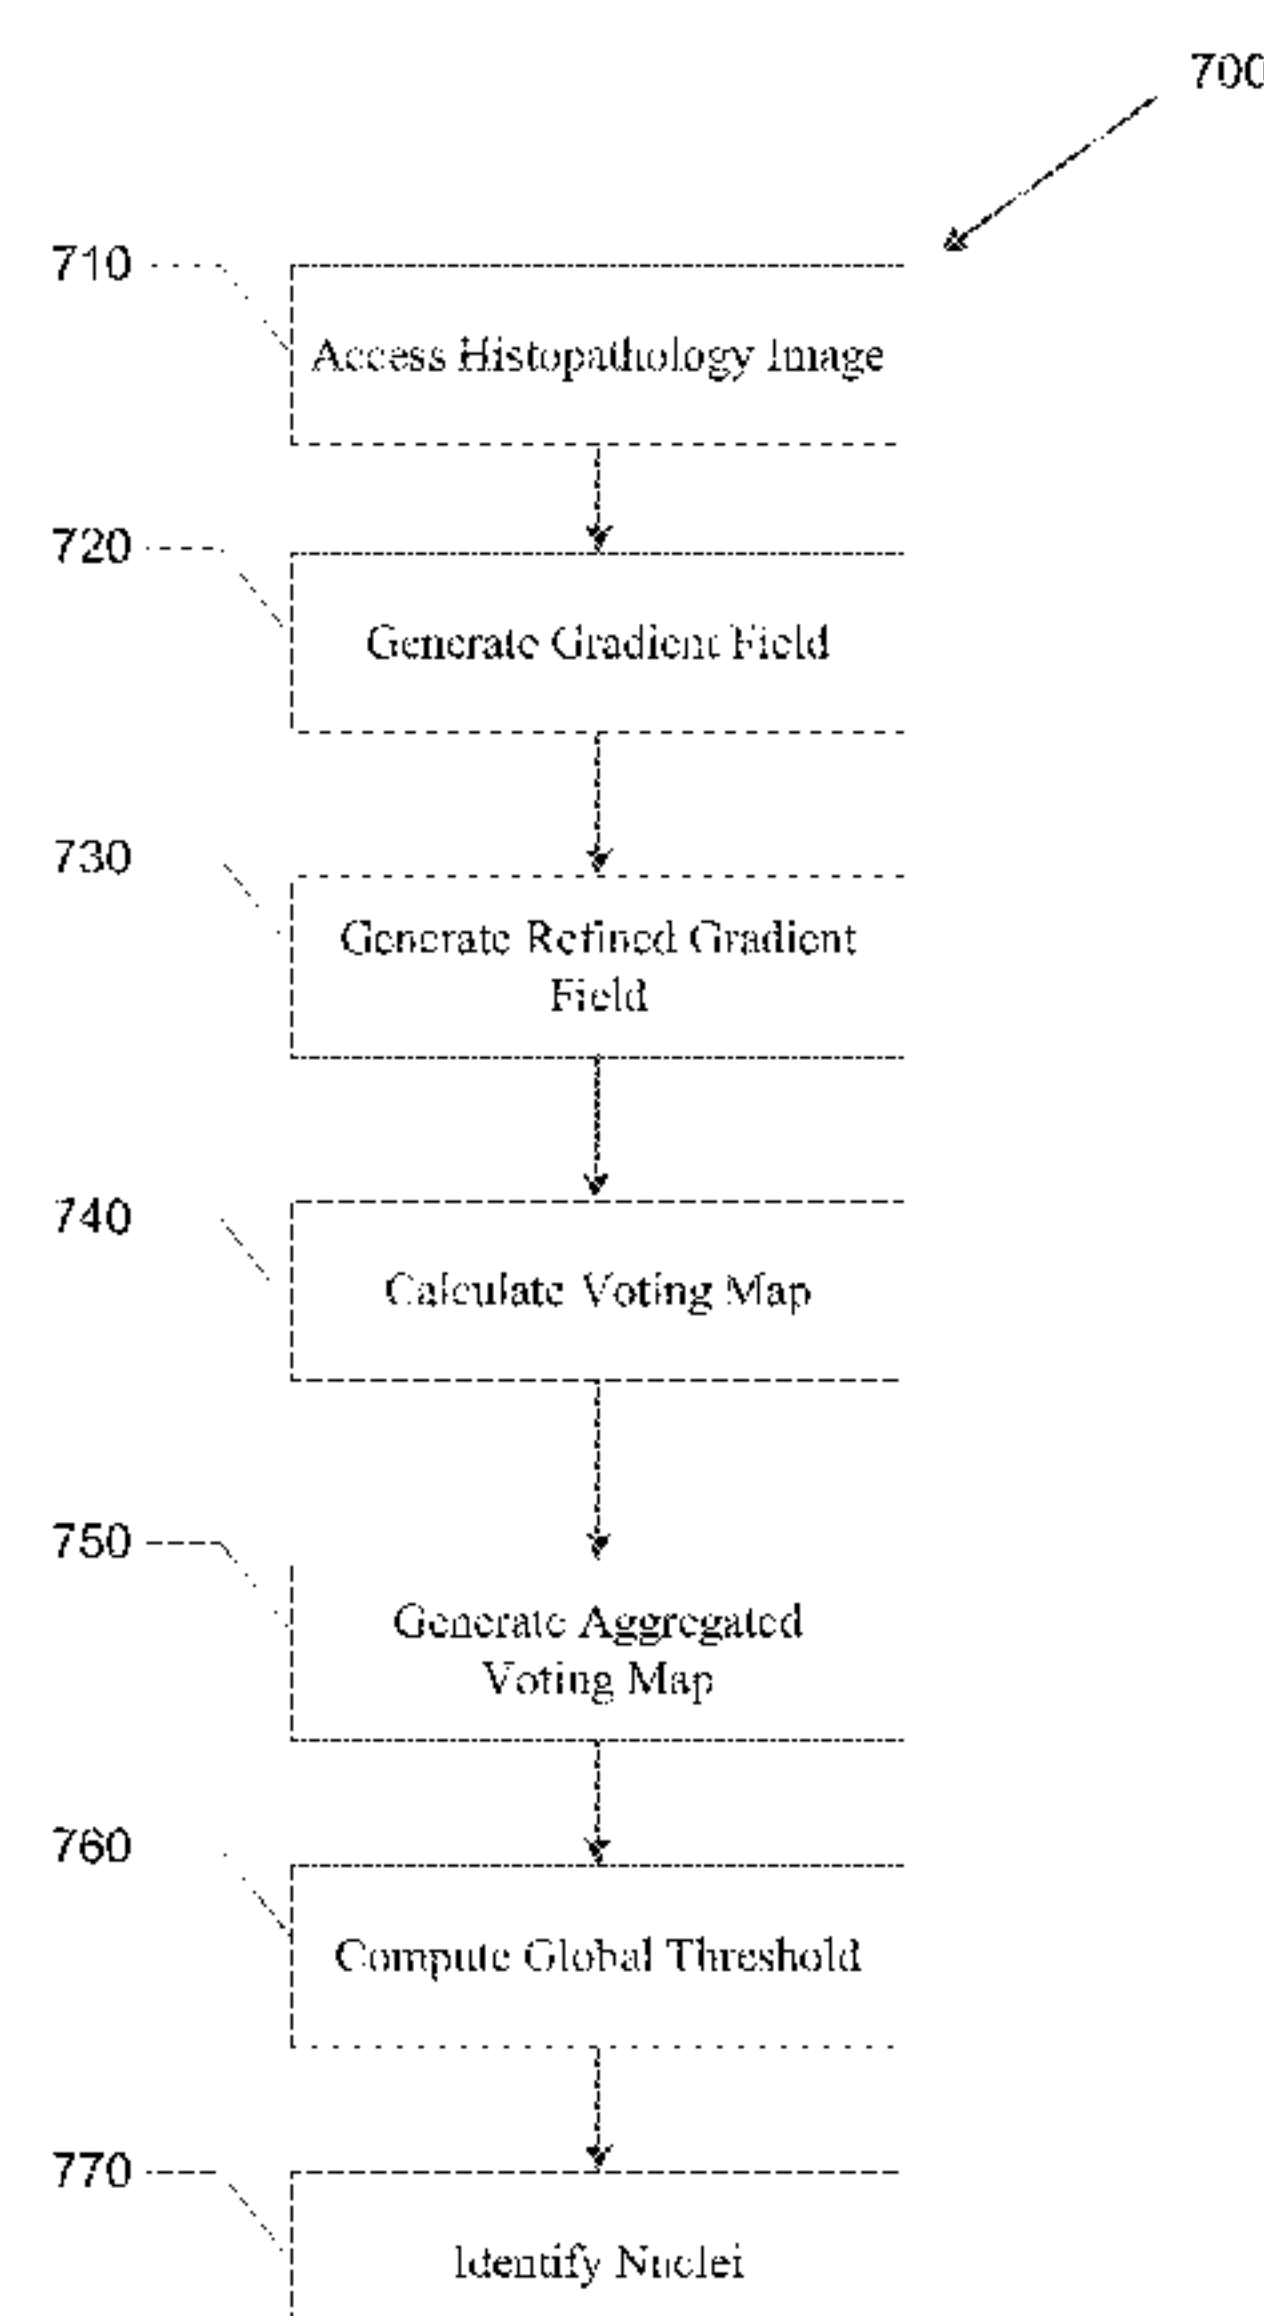 700
710
Access Histopathology Image
720
Generate Gradient Field
730
Generate Refined Gradient
Field
740
Calculate Voting Map
750
Generate Aggregated
Voting Map
760
Compute Global Threshold
770
Identify Nuclei